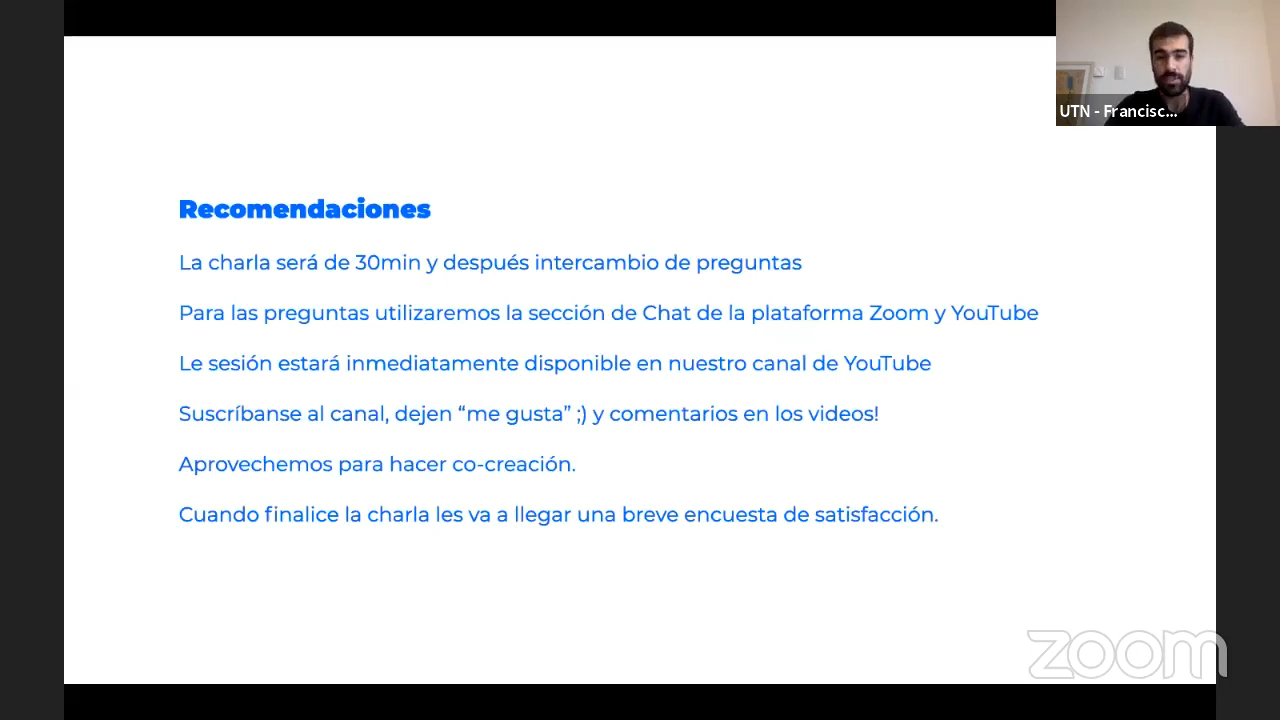 UTN - Francisc...
Recomendaciones
La charla será de 30min y después intercambio de preguntas
Para las preguntas utilizaremos la sección de Chat de la plataforma Zoom y YouTube
Le sesión estará inmediatamente disponible en nuestro canal de YouTube
Suscríbanse al canal, dejen “me gusta” ;) y comentarios en los videos!
Aprovechemos para hacer co-creación.
Cuando finalice la charla les va a llegar una breve encuesta de satisfacción.
zoom